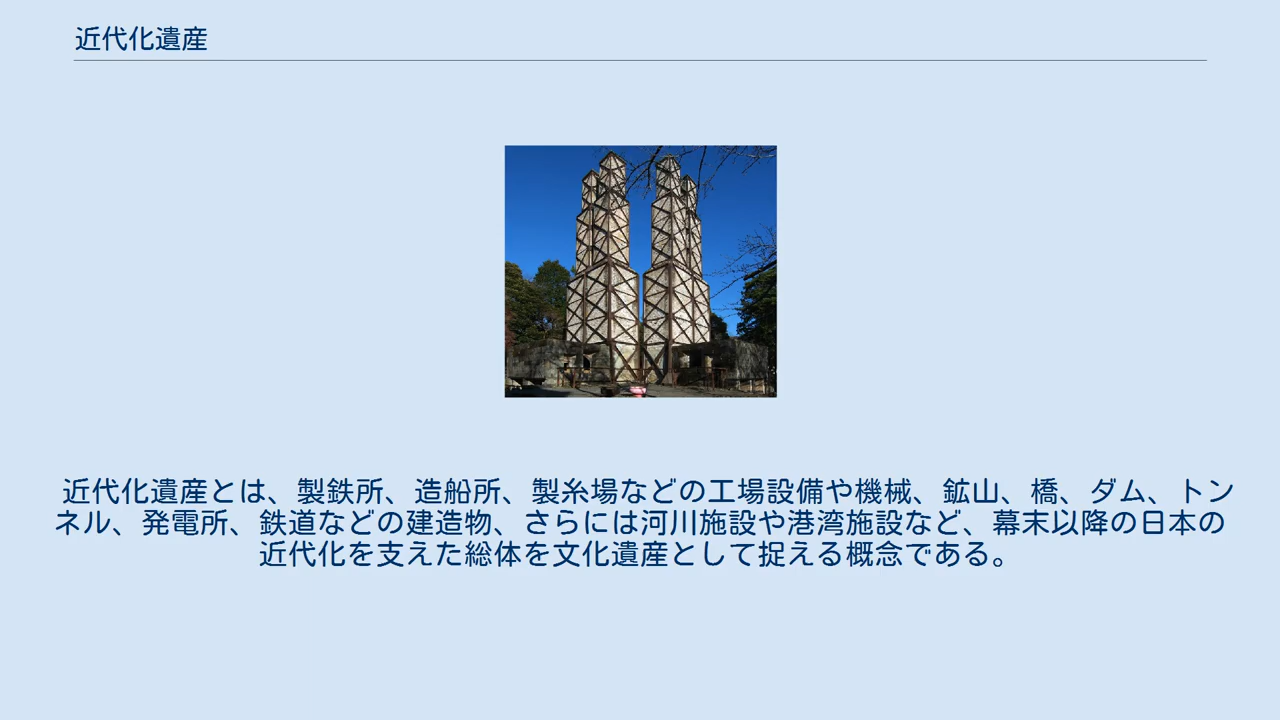 近代化遺産
近代化遺産とは、製鉄所、造船所、製糸場などの工場設備や機械、鉱山、橋、ダム、トン
ネル、発電所、鉄道などの建造物、さらには河川施設や港湾施設など、幕末以降の日本の
近代化を支えた総体を文化遺産として捉える概念である。